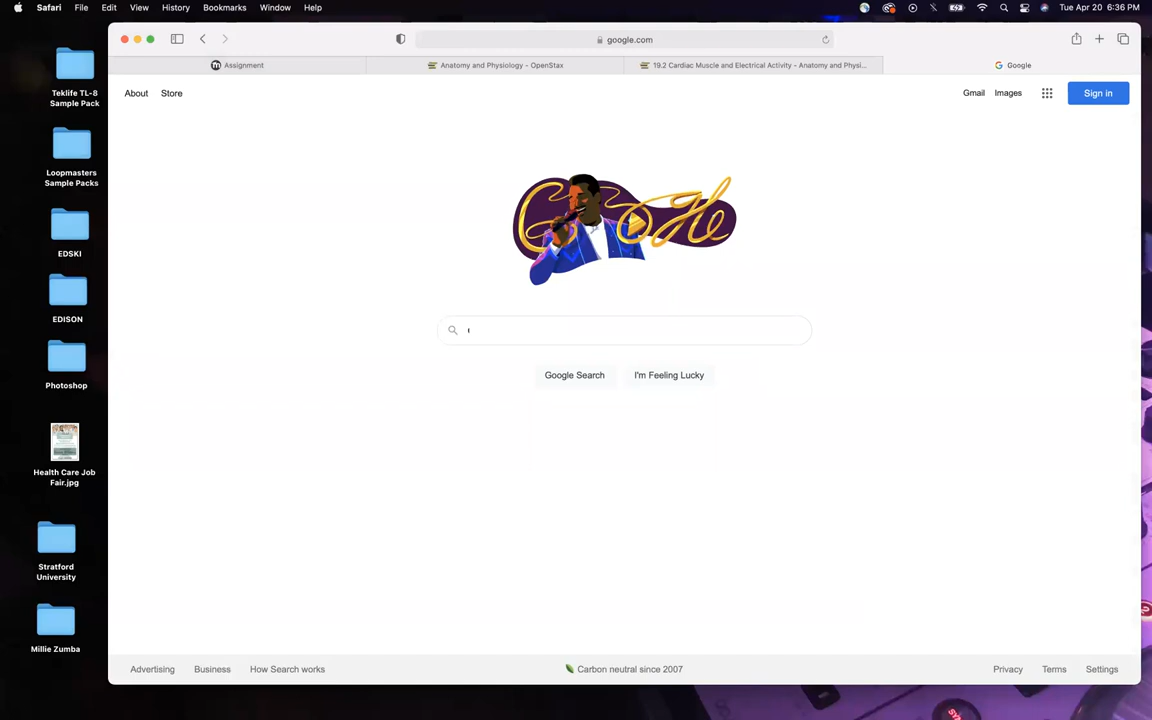 Safari File Edit View History Bookmarks Window Help Tue Apr 20 6:36 PM
google.com
Assignment Anatomy and Physiology - OpenStax 19.2 Cardiac Muscle and Electrical Activity - Anatomy and Physi... Google
About Store Gmail Images Sign in
Google
Google Search I'm Feeling Lucky
Advertising Business How Search works Carbon neutral since 2007 Privacy Terms Settings
Teklife TL-8
Sample Pack
Loopmasters
Sample Packs
EDSKI
EDISON
Photoshop
Health Care Job
Fair.jpg
Stratford
University
Millie Zumba